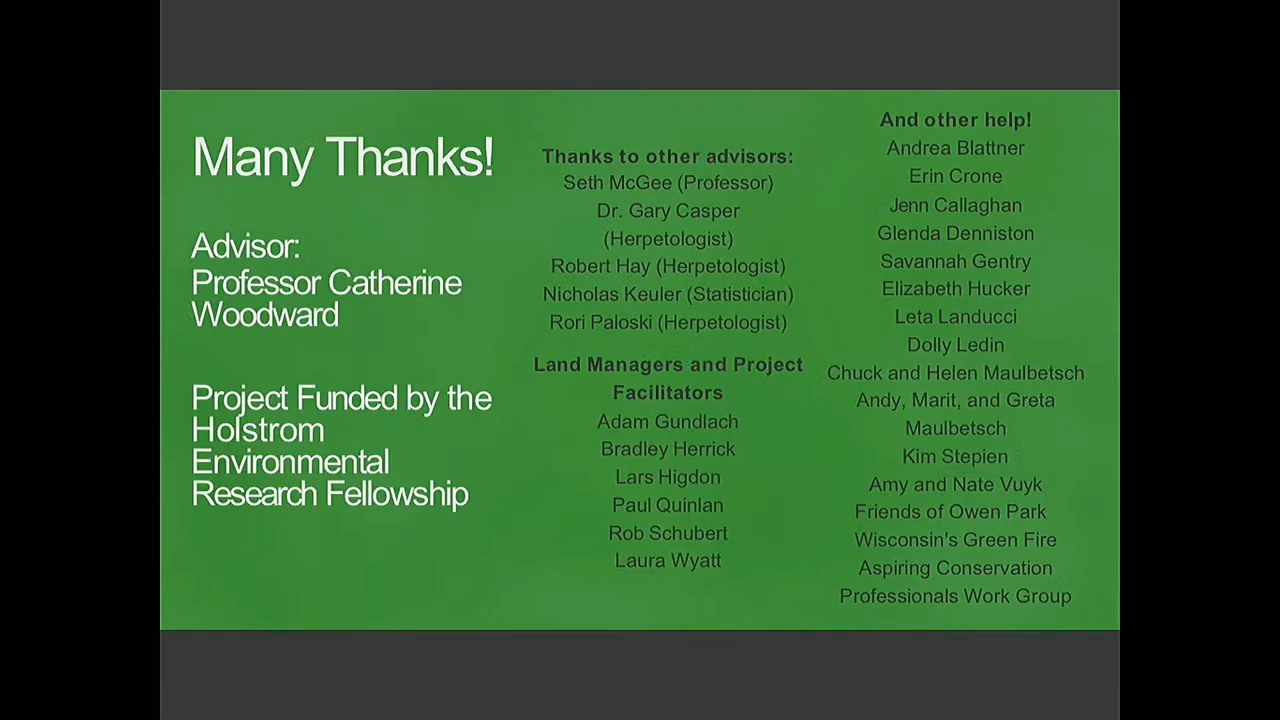 Many Thanks!
Advisor:
Professor Catherine
Woodward
Project Funded by the
Holstrom
Environmental
Research Fellowship
Thanks to other advisors:
Seth McGee (Professor)
Dr. Gary Casper
(Herpetologist)
Robert Hay (Herpetologist)
Nicholas Keuler (Statistician)
Rori Paloski (Herpetologist)
Land Managers and Project
Facilitators
Adam Gundlach
Bradley Herrick
Lars Higdon
Paul Quinlan
Rob Schubert
Laura Wyatt
And other help!
Andrea Blattner
Erin Crone
Jenn Callaghan
Glenda Denniston
Savannah Gentry
Elizabeth Hucker
Leta Landucci
Dolly Ledin
Chuck and Helen Maulbetsch
Andy, Marit, and Greta
Maulbetsch
Kim Stepien
Amy and Nate Vuyk
Friends of Owen Park
Wisconsin's Green Fire
Aspiring Conservation
Professionals Work Group